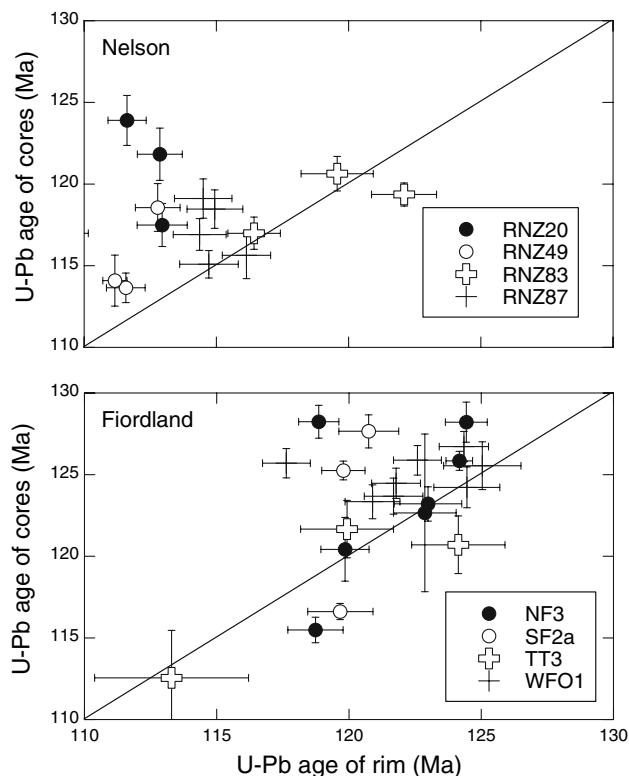 Nelson
130
125
120
115
110
U-Pb age of cores (Ma)
RNZ20
RNZ49
RNZ83
RNZ87
Fiordland
130
125
120
115
110
U-Pb age of cores (Ma)
NF3
SF2a
TT3
WFO1
110 115 120 125 130
U-Pb age of rim (Ma)